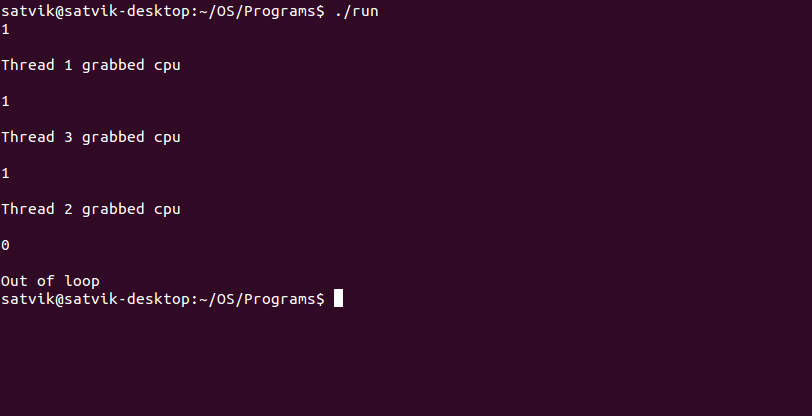 satvik@satvik-desktop:~/OS/Programs$ ./run
1
Thread 1 grabbed cpu
1
Thread 3 grabbed cpu
1
Thread 2 grabbed cpu
0
Out of loop
satvik@satvik-desktop:~/OS/Programs$